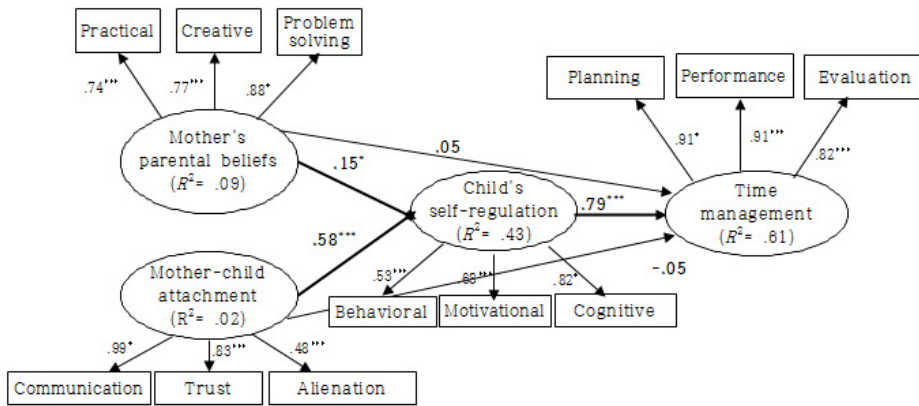 Practical
Creative
Problem
solving
Planning
Performance
Evaluation
.74***
.77***
.88+
Mother's
parental beliefs
(R²= .09)
.05
.15*
.91+
.91***
.82***
Child's
self-regulation
(R²= .43)
.79***
Time
management
(R²= .61)
.58***
Mother-child
attachment
(R²= .02)
-.05
.53***
.68***
.82+
Behavioral
Motivational
Cognitive
.99+
.83***
.48***
Communication
Trust
Alienation